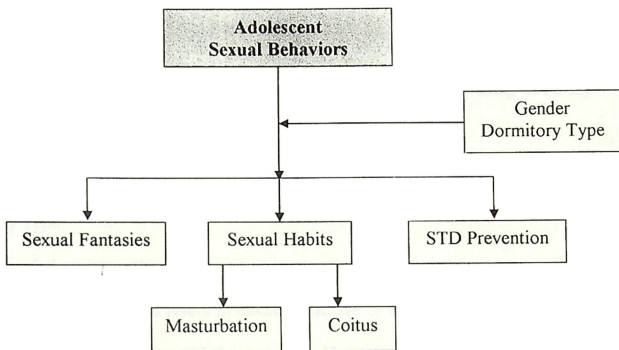 Adolescent
Sexual Behaviors
Gender
Dormitory Type
Sexual Fantasies
Sexual Habits
STD Prevention
Masturbation
Coitus